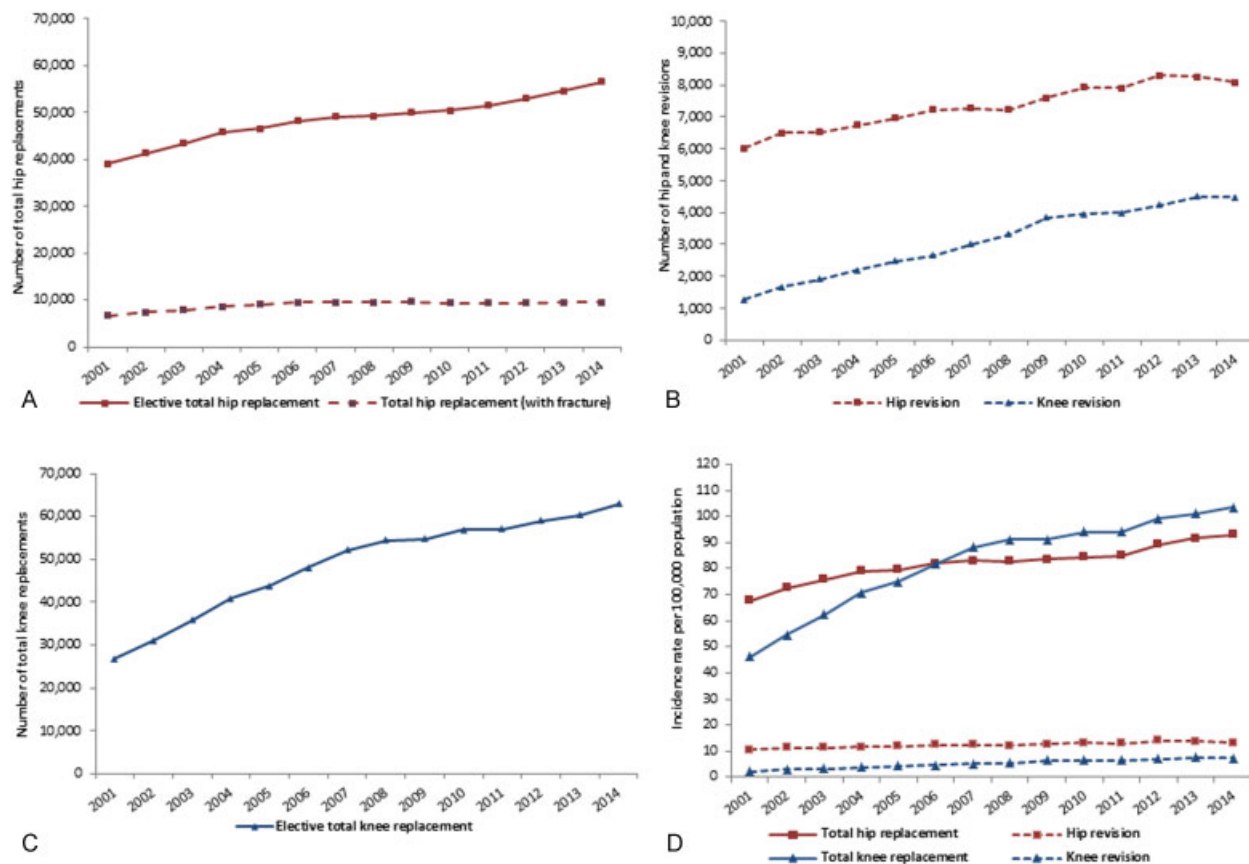 70,000
60,000
50,000
40,000
30,000
20,000
10,000
0
Number of total hip replacements
2001 2002 2003 2004 2005 2006 2007 2008 2009 2010 2011 2012 2013 2014
A
Elective total hip replacement Total hip replacement (with fracture)
10,000
9,000
8,000
7,000
6,000
5,000
4,000
3,000
2,000
1,000
0
Number of hip and knee revisions
2001 2002 2003 2004 2005 2006 2007 2008 2009 2010 2011 2012 2013 2014
B
Hip revision Knee revision
70,000
60,000
50,000
40,000
30,000
20,000
10,000
0
Number of total knee replacements
2001 2002 2003 2004 2005 2006 2007 2008 2009 2010 2011 2012 2013 2014
C
Elective total knee replacement
120
110
100
90
80
70
60
50
40
30
20
10
0
Incidence rate per 100,000 population
2001 2002 2003 2004 2005 2006 2007 2008 2009 2010 2011 2012 2013 2014
D
Total hip replacement Hip revision
Total knee replacement Knee revision